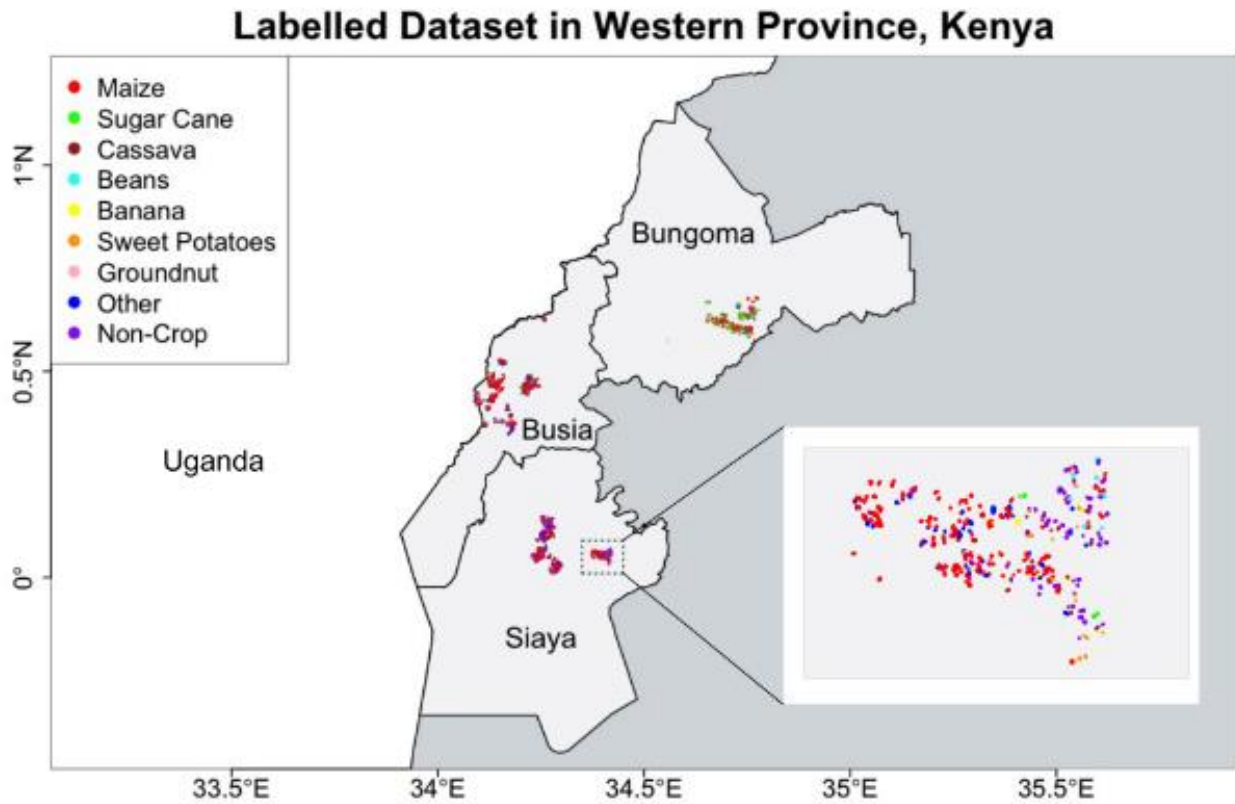 Labelled Dataset in Western Province, Kenya
Maize
Sugar Cane
Cassava
Beans
Banana
Sweet Potatoes
Groundnut
Other
Non-Crop
1°N
0.5°N
0°
Bungoma
Busia
Uganda
Siaya
33.5°E
34°E
34.5°E
35°E
35.5°E